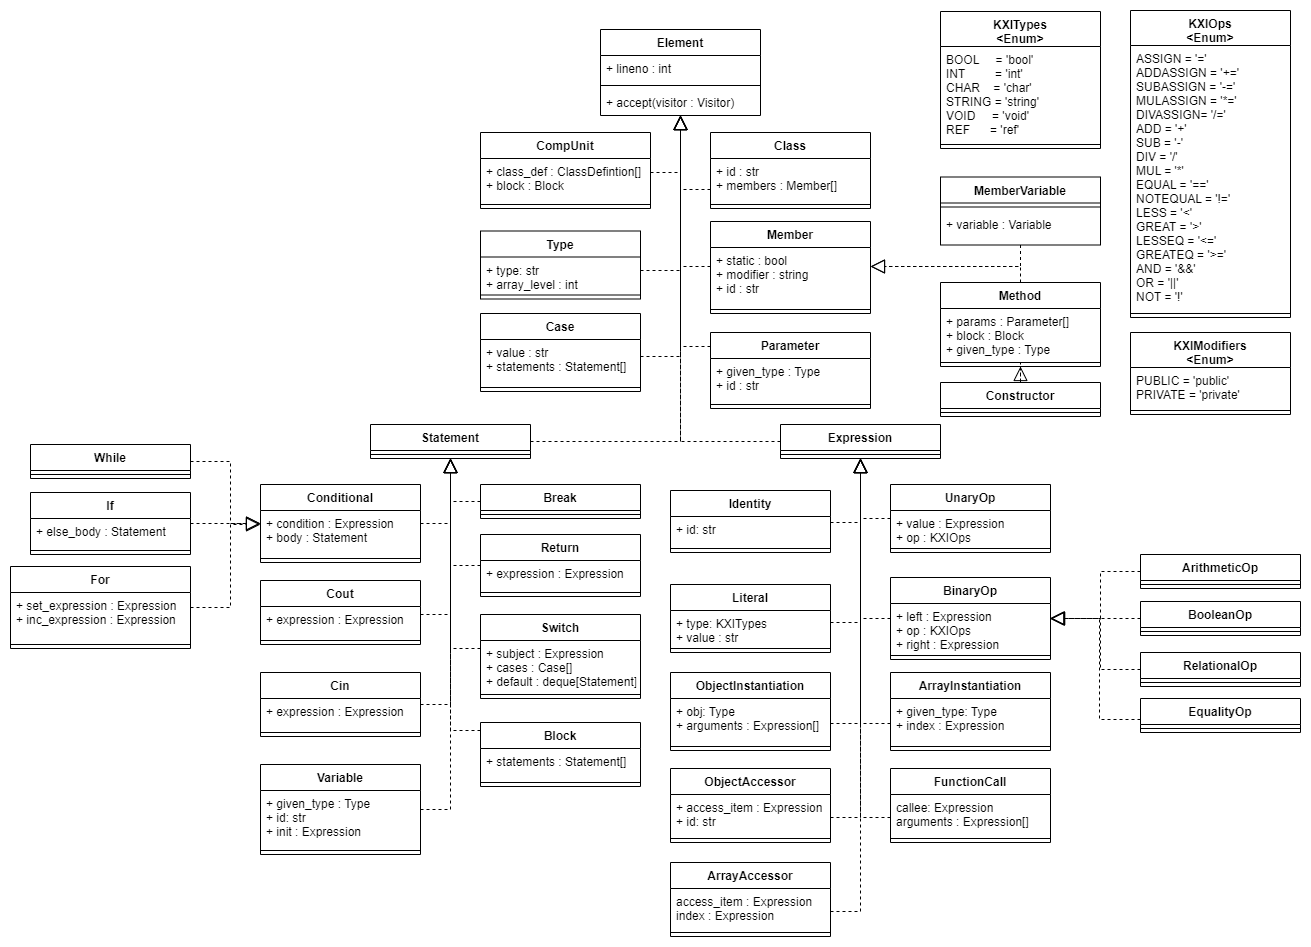 Element
+ lineno : int
+ accept(visitor : Visitor)
KXITypes
<Enum>
BOOL = 'bool'
INT = 'int'
CHAR = 'char'
STRING = 'string'
VOID = 'void'
REF = 'ref'
KXIOps
<Enum>
ASSIGN = '='
ADDASSIGN = '+='
SUBASSIGN = '-='
MULASSIGN = '*='
DIVASSIGN= '/='
ADD = '+'
SUB = '-'
DIV = '/'
MUL = '*'
EQUAL = '=='
NOTEQUAL = '!='
LESS = '<'
GREAT = '>'
LESSEQ = '<='
GREATEQ = '>='
AND = '&&'
OR = '||'
NOT = '!'
CompUnit
+ class_def : ClassDefintion[]
+ block : Block
Class
+ id : str
+ members : Member[]
MemberVariable
+ variable : Variable
Type
+ type: str
+ array_level : int
Member
+ static : bool
+ modifier : string
+ id : str
Method
+ params : Parameter[]
+ block : Block
+ given_type : Type
Case
+ value : str
+ statements : Statement[]
Parameter
+ given_type : Type
+ id : str
Constructor
KXIModifiers
<Enum>
PUBLIC = 'public'
PRIVATE = 'private'
Statement
Expression
While
If
+ else_body : Statement
For
+ set_expression : Expression
+ inc_expression : Expression
Conditional
+ condition : Expression
+ body : Statement
Cout
+ expression : Expression
Cin
+ expression : Expression
Variable
+ given_type : Type
+ id: str
+ init : Expression
Break
Return
+ expression : Expression
Switch
+ subject : Expression
+ cases : Case[]
+ default : deque[Statement]
Block
+ statements : Statement[]
Identity
+ id: str
Literal
+ type: KXITypes
+ value : str
ObjectInstantiation
+ obj: Type
+ arguments : Expression[]
ObjectAccessor
+ access_item : Expression
+ id: str
ArrayAccessor
access_item : Expression
index : Expression
UnaryOp
+ value : Expression
+ op : KXIOps
BinaryOp
+ left : Expression
+ op : KXIOps
+ right : Expression
ArrayInstantiation
+ given_type: Type
+ index : Expression
FunctionCall
callee: Expression
arguments : Expression[]
ArithmeticOp
BooleanOp
RelationalOp
EqualityOp